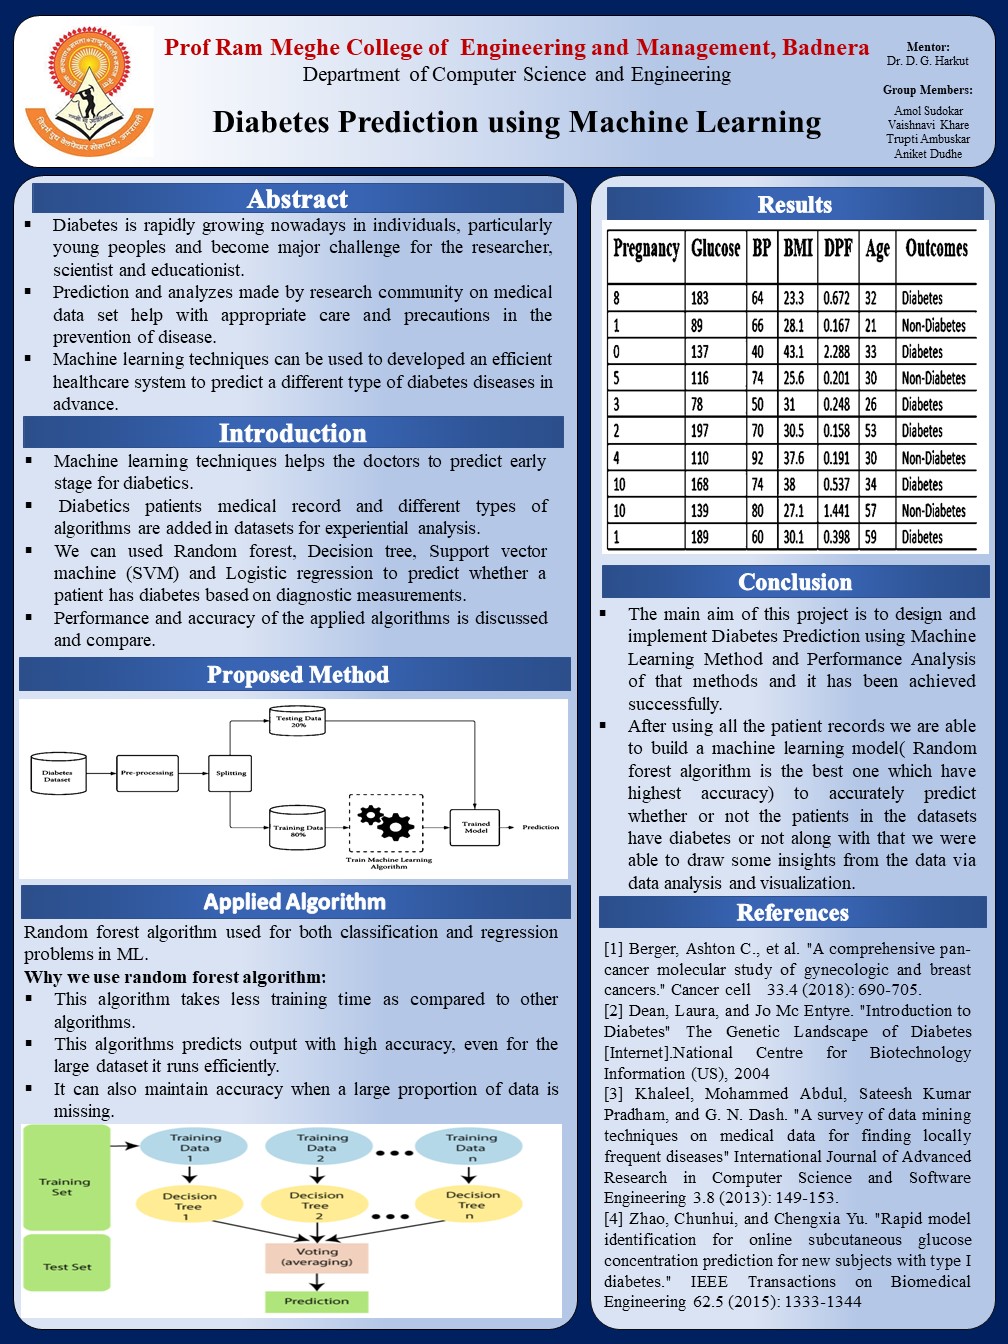 Prof Ram Meghe College of Engineering and Management, Badnera
Department of Computer Science and Engineering
Diabetes Prediction using Machine Learning
Mentor:
Dr. D. G. Harkut
Group Members:
Amol Sudokar
Vaishnavi Khare
Trupti Ambuskar
Aniket Dudhe
Abstract
▪ Diabetes is rapidly growing nowadays in individuals, particularly
young peoples and become major challenge for the researcher,
scientist and educationist.
▪ Prediction and analyzes made by research community on medical
data set help with appropriate care and precautions in the
prevention of disease.
▪ Machine learning techniques can be used to developed an efficient
healthcare system to predict a different type of diabetes diseases in
advance.
Introduction
▪ Machine learning techniques helps the doctors to predict early
stage for diabetics.
▪ Diabetics patients medical record and different types of
algorithms are added in datasets for experiential analysis.
▪ We can used Random forest, Decision tree, Support vector
machine (SVM) and Logistic regression to predict whether a
patient has diabetes based on diagnostic measurements.
▪ Performance and accuracy of the applied algorithms is discussed
and compare.
Proposed Method
Diabetes
Dataset
Pre-processing
Splitting
Testing Data
20%
Training Data
80%
Train Machine Learning
Algorithm
Trained
Model
Prediction
Applied Algorithm
Random forest algorithm used for both classification and regression
problems in ML.
Why we use random forest algorithm:
▪ This algorithm takes less training time as compared to other
algorithms.
▪ This algorithms predicts output with high accuracy, even for the
large dataset it runs efficiently.
▪ It can also maintain accuracy when a large proportion of data is
missing.
Training
Set
Test Set
Training
Data
1
Training
Data
2
Training
Data
n
Decision
Tree
1
Decision
Tree
2
Decision
Tree
n
Voting
(averaging)
Prediction
Results
Pregnancy Glucose BP BMI DPF Age Outcomes
8 183 64 23.3 0.672 32 Diabetes
1 89 66 28.1 0.167 21 Non-Diabetes
0 137 40 43.1 2.288 33 Diabetes
5 116 74 25.6 0.201 30 Non-Diabetes
3 78 50 31 0.248 26 Diabetes
2 197 70 30.5 0.158 53 Diabetes
4 110 92 37.6 0.191 30 Non-Diabetes
10 168 74 38 0.537 34 Diabetes
10 139 80 27.1 1.441 57 Non-Diabetes
1 189 60 30.1 0.398 59 Diabetes
Conclusion
▪ The main aim of this project is to design and
implement Diabetes Prediction using Machine
Learning Method and Performance Analysis
of that methods and it has been achieved
successfully.
▪ After using all the patient records we are able
to build a machine learning model( Random
forest algorithm is the best one which have
highest accuracy) to accurately predict
whether or not the patients in the datasets
have diabetes or not along with that we were
able to draw some insights from the data via
data analysis and visualization.
References
[1] Berger, Ashton C., et al. "A comprehensive pan-
cancer molecular study of gynecologic and breast
cancers." Cancer cell 33.4 (2018): 690-705.
[2] Dean, Laura, and Jo Mc Entyre. "Introduction to
Diabetes" The Genetic Landscape of Diabetes
[Internet].National Centre for Biotechnology
Information (US), 2004
[3] Khaleel, Mohammed Abdul, Sateesh Kumar
Pradham, and G. N. Dash. "A survey of data mining
techniques on medical data for finding locally
frequent diseases" International Journal of Advanced
Research in Computer Science and Software
Engineering 3.8 (2013): 149-153.
[4] Zhao, Chunhui, and Chengxia Yu. "Rapid model
identification for online subcutaneous glucose
concentration prediction for new subjects with type I
diabetes." IEEE Transactions on Biomedical
Engineering 62.5 (2015): 1333-1344